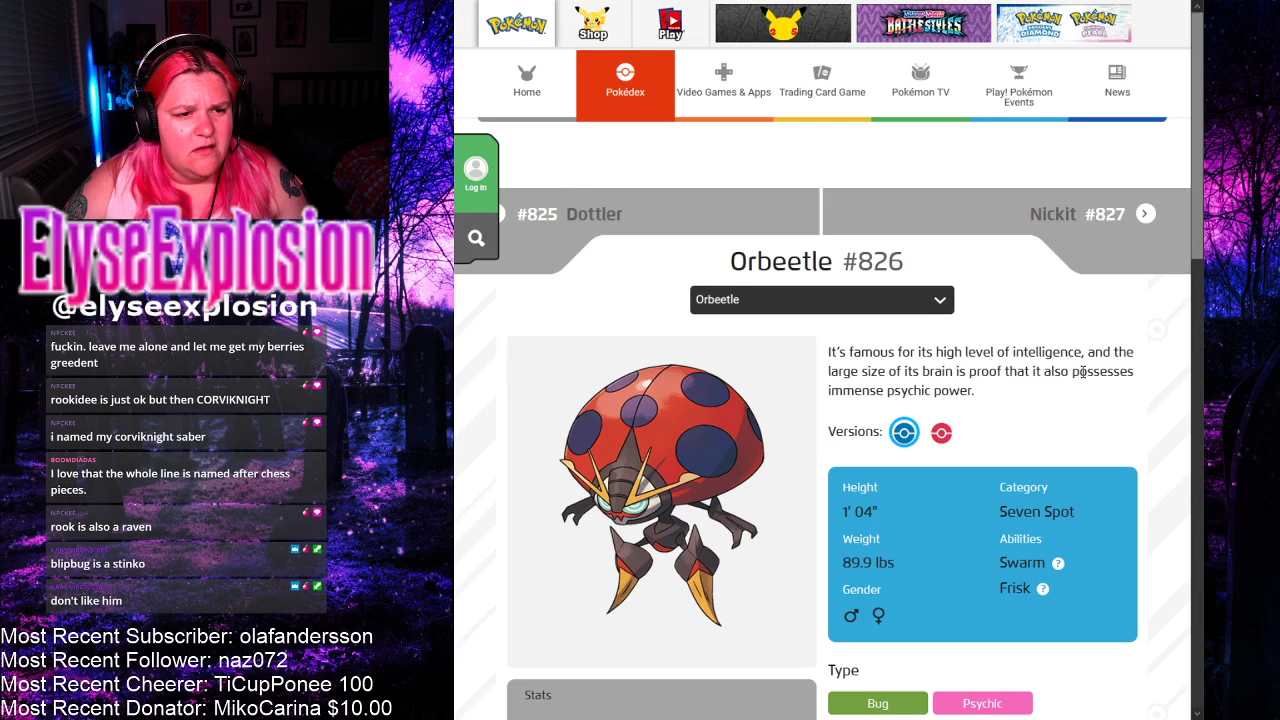 Pokémon
Shop
Play
25
BATTLE STYLES
POKÉMON
BRILLIANT DIAMOND
POKÉMON
SHINING PEARL
Home
Pokédex
Video Games & Apps
Trading Card Game
Pokémon TV
Play! Pokémon
Events
News
Log In
#825 Dottler
Nickit #827
Orbeetle #826
Orbeetle
It's famous for its high level of intelligence, and the
large size of its brain is proof that it also possesses
immense psychic power.
Versions:
Height
1' 04"
Weight
89.9 lbs
Gender
Category
Seven Spot
Abilities
Swarm ?
Frisk ?
Type
Bug
Psychic
Stats
ElyseExplosion
@elyseexplosion
NPCKEE
fuckin. leave me alone and let me get my berries
greedent
NPCKEE
rookidee is just ok but then CORVIKNIGHT
NPCKEE
i named my corviknight saber
BOOMDIADAS
I love that the whole line is named after chess
pieces.
NPCKEE
rook is also a raven
blipbug is a stinko
don't like him
Most Recent Subscriber: olafandersson
Most Recent Follower: naz072
Most Recent Cheerer: TiCupPonee 100
Most Recent Donator: MikoCarina $10.00